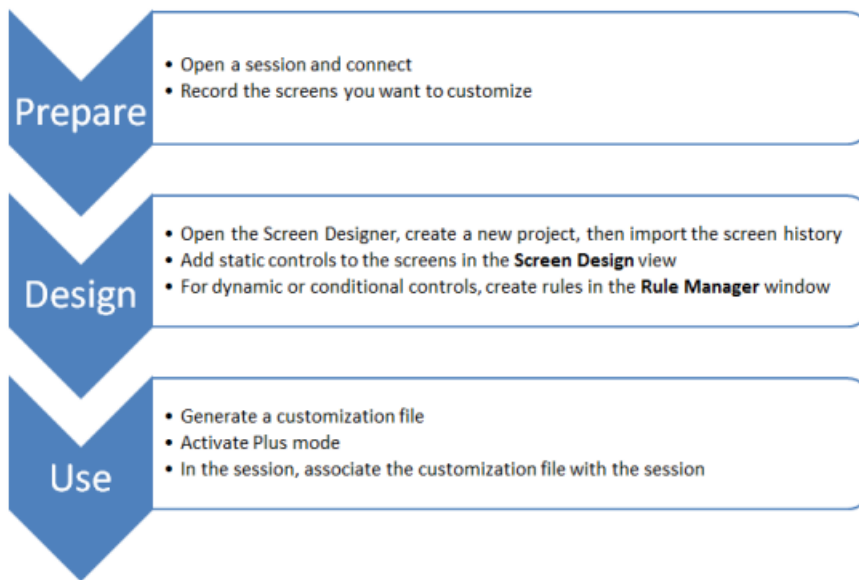 Prepare
• Open a session and connect
• Record the screens you want to customize
Design
• Open the Screen Designer, create a new project, then import the screen history
• Add static controls to the screens in the Screen Design view
• For dynamic or conditional controls, create rules in the Rule Manager window
Use
• Generate a customization file
• Activate Plus mode
• In the session, associate the customization file with the session